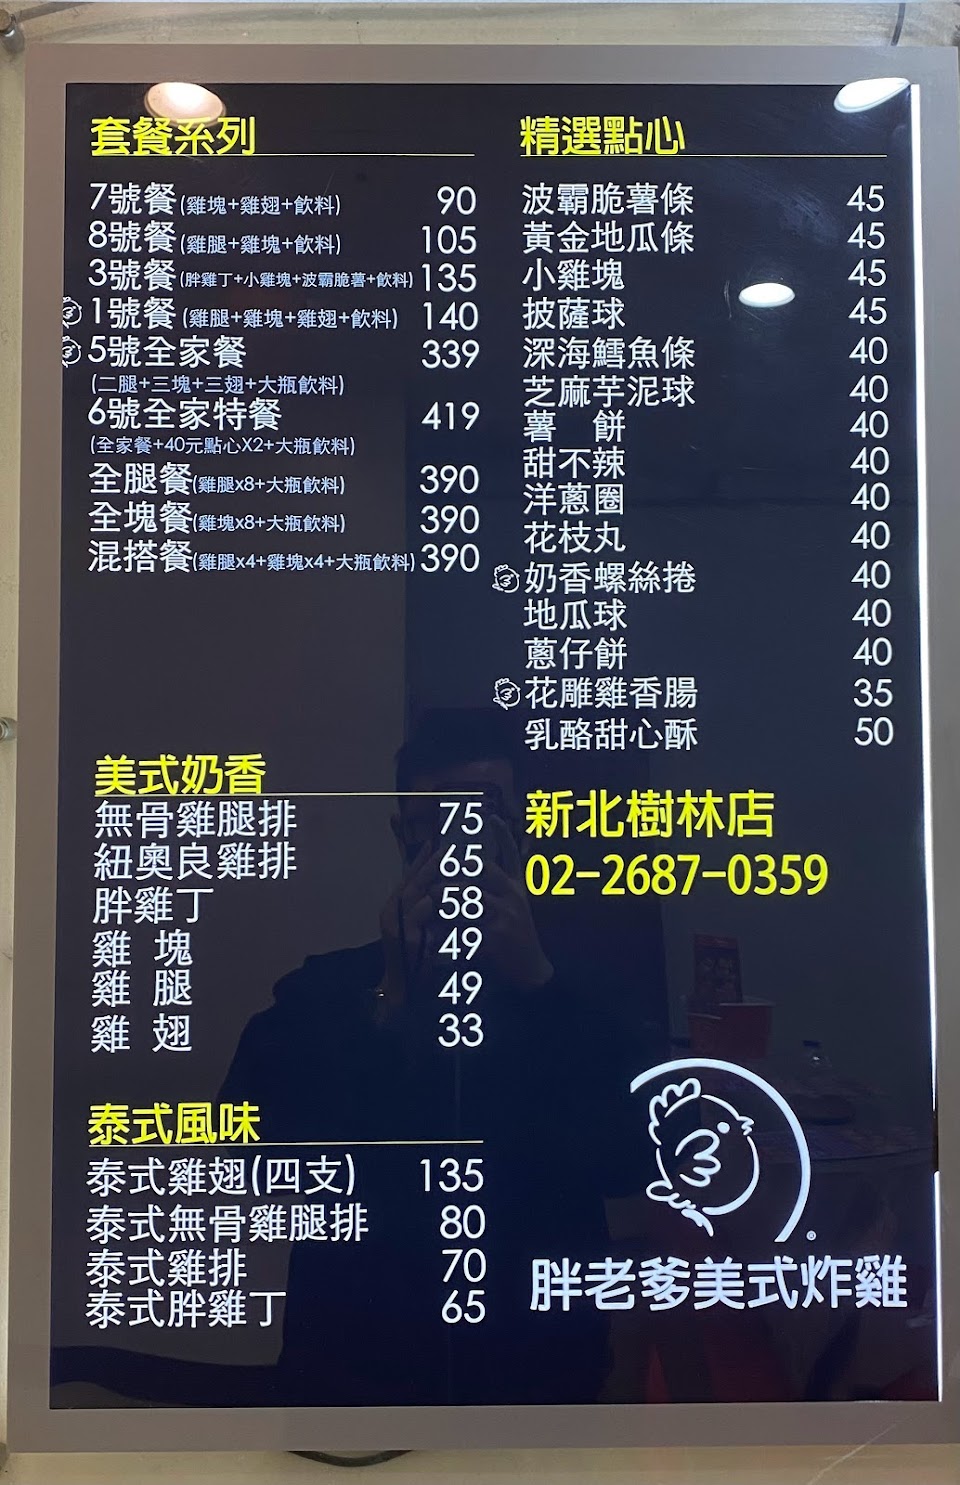 套餐系列
7號餐(雞塊+雞翅+飲料) 90
8號餐(雞腿+雞塊+飲料) 105
3號餐(胖雞丁+小雞塊+波霸脆薯+飲料) 135
1號餐(雞腿+雞塊+雞翅+飲料) 140
5號全家餐 339
(二腿+三塊+三翅+大瓶飲料)
6號全家特餐 419
(全家餐+40元點心X2+大瓶飲料)
全腿餐(雞腿x8+大瓶飲料) 390
全塊餐(雞塊x8+大瓶飲料) 390
混搭餐(雞腿x4+雞塊x4+大瓶飲料) 390
美式奶香
無骨雞腿排 75
紐奧良雞排 65
胖雞丁 58
雞 塊 49
雞 腿 49
雞 翅 33
泰式風味
泰式雞翅(四支) 135
泰式無骨雞腿排 80
泰式雞排 70
泰式胖雞丁 65
精選點心
波霸脆薯條 45
黃金地瓜條 45
小雞塊 45
披薩球 45
深海鱈魚條 40
芝麻芋泥球 40
薯 餅 40
甜不辣 40
洋蔥圈 40
花枝丸 40
奶香螺絲捲 40
地瓜球 40
蔥仔餅 40
花雕雞香腸 35
乳酪甜心酥 50
新北樹林店
02-2687-0359
®
胖老爹美式炸雞